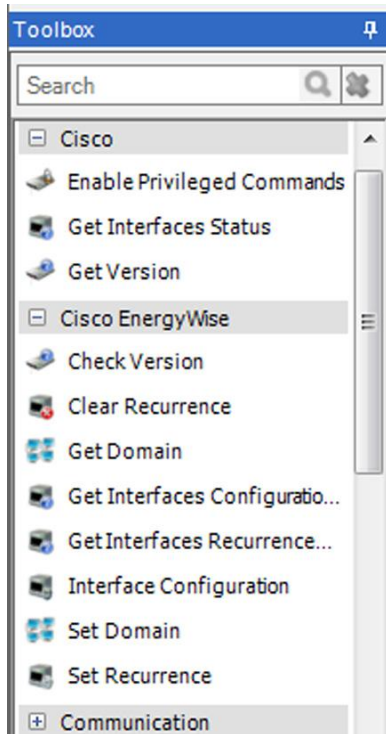 Toolbox
Search
Cisco
Enable Privileged Commands
Get Interfaces Status
Get Version
Cisco EnergyWise
Check Version
Clear Recurrence
Get Domain
Get Interfaces Configuratio...
Get Interfaces Recurrence...
Interface Configuration
Set Domain
Set Recurrence
Communication